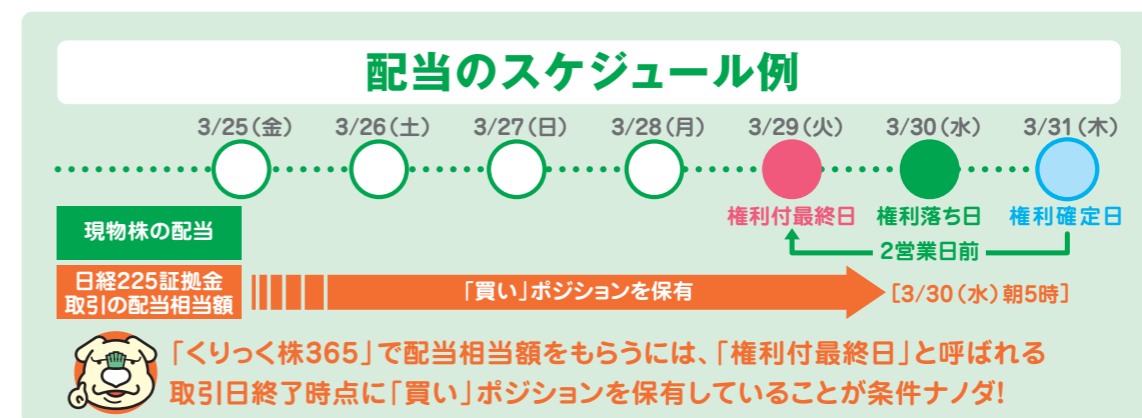 配当のスケジュール例
3/25(金) 3/26(土) 3/27(日) 3/28(月) 3/29(火) 3/30(水) 3/31(木)
権利付最終日 権利落ち日 権利確定日
現物株の配当
2営業日前
日経225証拠金
取引の配当相当額
「買い」ポジションを保有
[3/30(水)朝5時]
「くりっく株365」で配当相当額をもらうには、「権利付最終日」と呼ばれる
取引日終了時点に「買い」ポジションを保有していることが条件ナノダ!